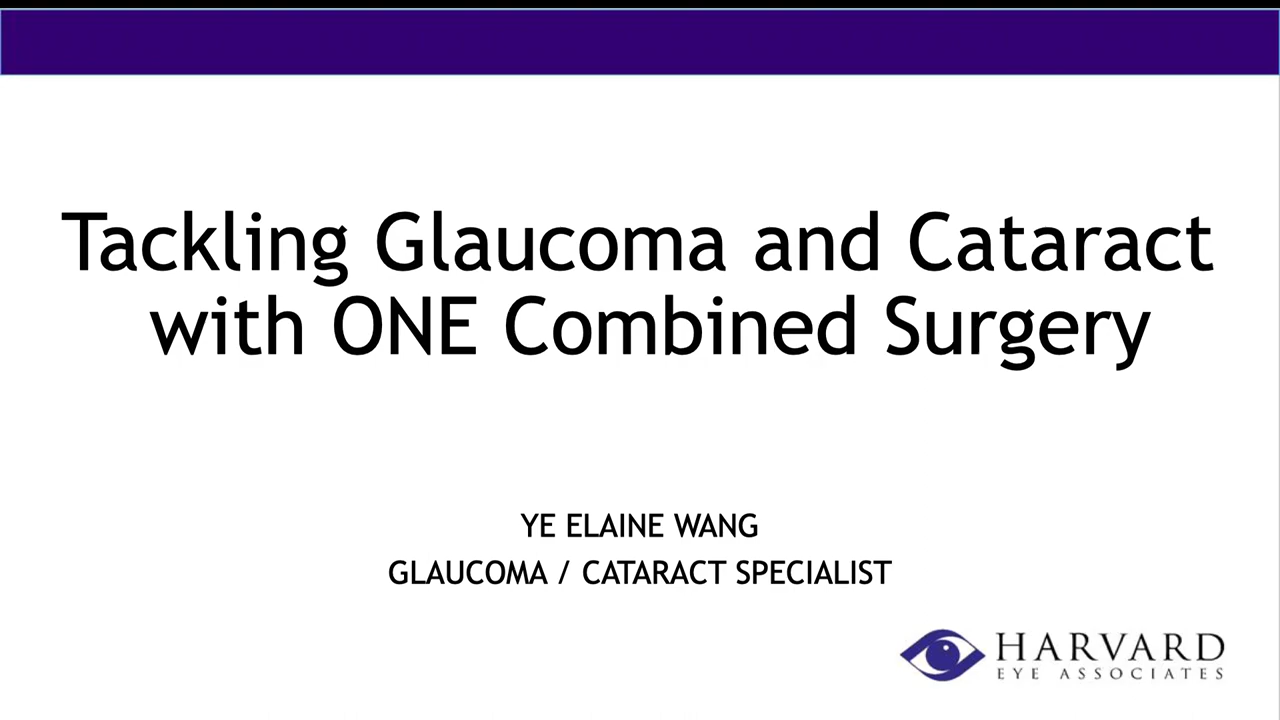 Tackling Glaucoma and Cataract
with ONE Combined Surgery
YE ELAINE WANG
GLAUCOMA / CATARACT SPECIALIST
HARVARD
EYE ASSOCIATES